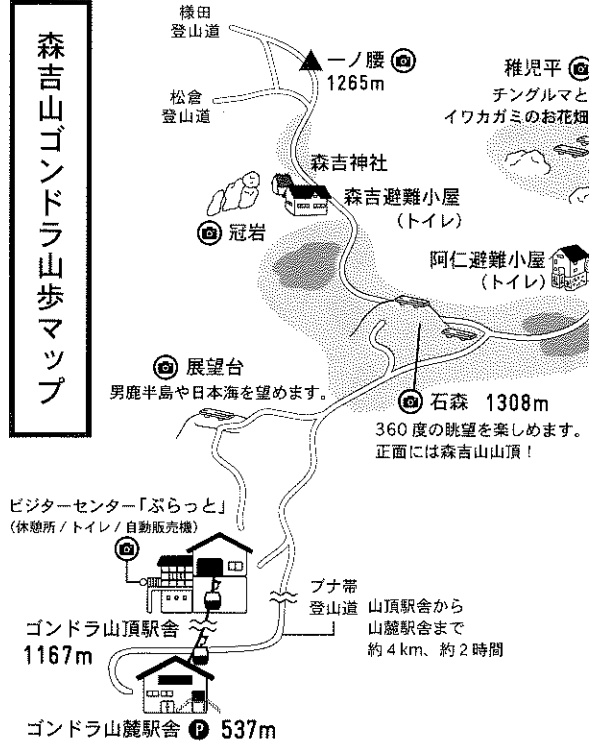 森吉山ゴンドラ山歩マップ
様田
登山道
一ノ腰
1265m
稚児平
チングルマと
イワカガミのお花畑
松倉
登山道
森吉神社
森吉避難小屋
(トイレ)
冠岩
阿仁避難小屋
(トイレ)
展望台
男鹿半島や日本海を望めます。
石森 1308m
360度の眺望を楽しめます。
正面には森吉山山頂！
ビジターセンター「ぷらっと」
(休憩所/トイレ/自動販売機)
ブナ帯
登山道
山頂駅舎から
山麓駅舎まで
約4km、約2時間
ゴンドラ山頂駅舎
1167m
ゴンドラ山麓駅舎 P 537m